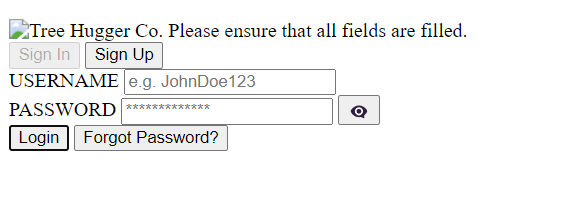 Tree Hugger Co. Please ensure that all fields are filled.
Sign In Sign Up
USERNAME e.g. JohnDoe123
PASSWORD *************
Login Forgot Password?